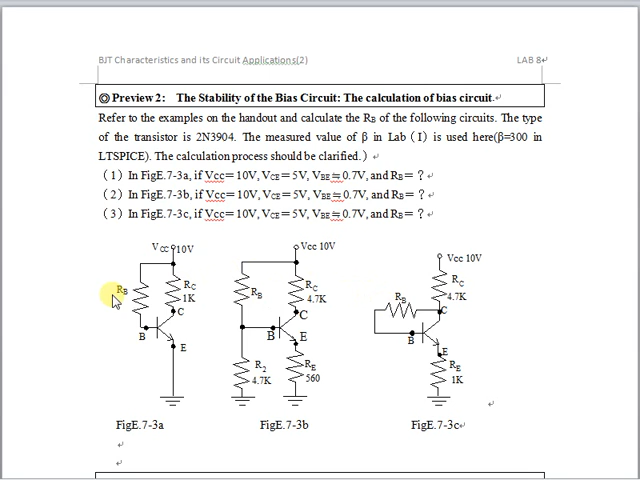 BJT Characteristics and its Circuit Applications(2) LAB 8↵
◎ Preview 2: The Stability of the Bias Circuit: The calculation of bias circuit.↵
Refer to the examples on the handout and calculate the RB of the following circuits. The type
of the transistor is 2N3904. The measured value of β in Lab（I）is used here(β=300 in
LTSPICE). The calculation process should be clarified.）↵
（1）In FigE.7-3a, if Vcc＝10V, VCE＝5V, VBE≒0.7V, and RB＝？↵
（2）In FigE.7-3b, if Vcc＝10V, VCE＝5V, VBE≒0.7V, and RB＝？↵
（3）In FigE.7-3c, if Vcc＝10V, VCE＝5V, VBE≒0.7V, and RB＝？↵
VCC 10V
RB
RC
1K
C
B
E
FigE.7-3a
Vcc 10V
RB
RC
4.7K
C
B
E
R2
4.7K
RE
560
FigE.7-3b
Vcc 10V
RC
4.7K
RB
C
B
E
RE
1K
↵
FigE.7-3c↵
↵
↵